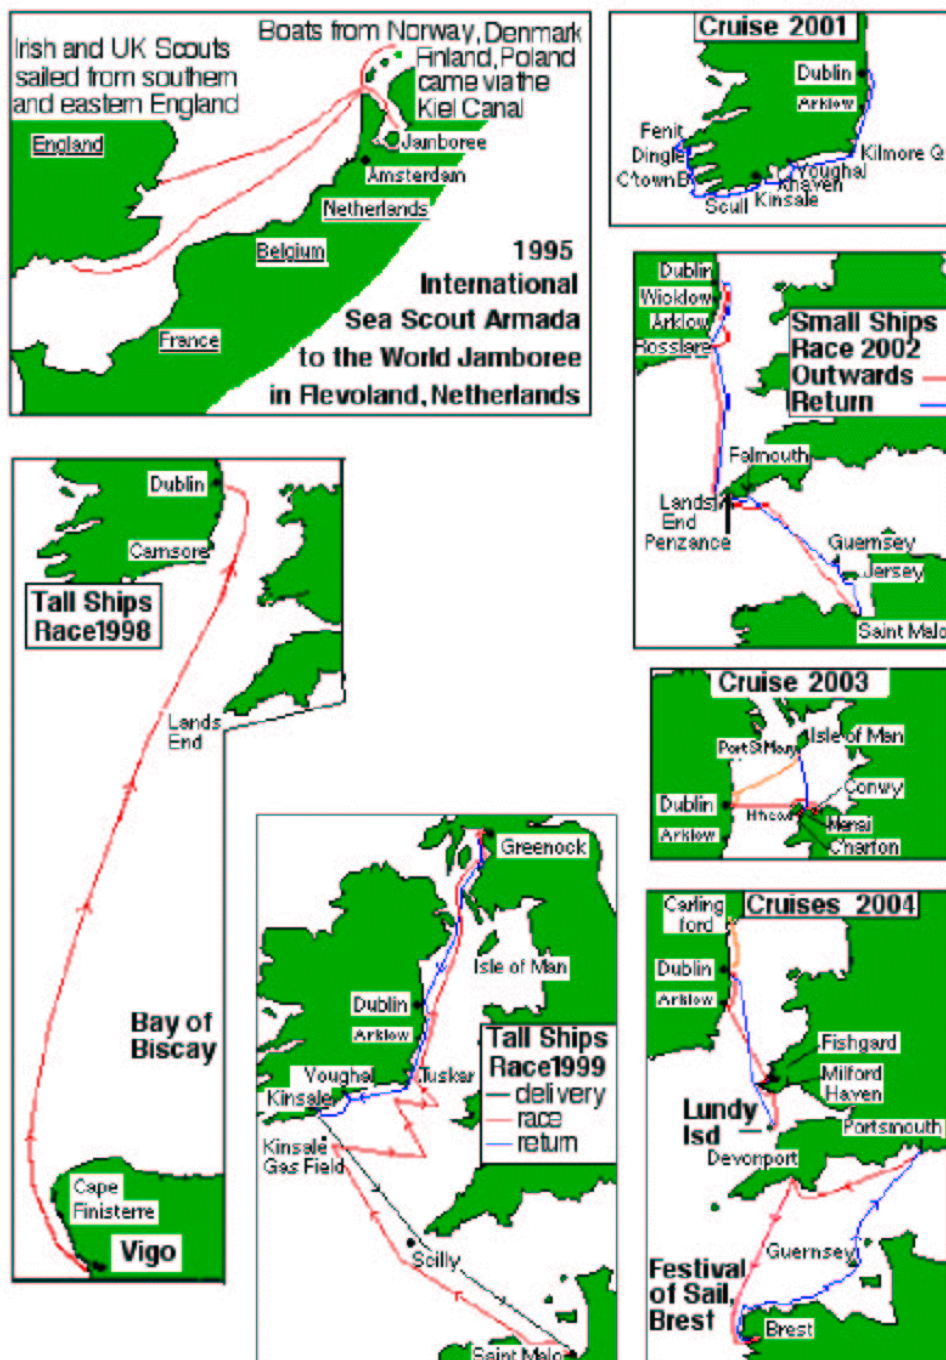 Irish and UK Scouts
sailed from southern
and eastern England
Boats from Norway, Denmark
Finland, Poland
came via the
Kiel Canal
England
Jamboree
Amsterdam
Netherlands
Belgium
France
1995
International
Sea Scout Armada
to the World Jamboree
in Flevoland, Netherlands
Cruise 2001
Dublin
Arklow
Fenit
Dingle
C'town B
Scull
Kinsale
Xhaven
Youghal
Kilmore Q
Dublin
Wicklow
Arklow
Rosslare
Small Ships
Race 2002
Outwards
Return
Falmouth
Lands
End
Penzance
Guernsey
Jersey
Saint Malo
Dublin
Carnsore
Tall Ships
Race1998
Lands
End
Bay of
Biscay
Cape
Finisterre
Vigo
Cruise 2003
Port St Mary
Isle of Man
Dublin
Arklow
Conwy
Menai
C'narfon
Greenock
Isle of Man
Dublin
Arklow
Tall Ships
Race1999
delivery
race
return
Youghal
Tuskar
Kinsale
Kinsale
Gas Field
Scilly
Saint Malo
Cruises 2004
Carling
ford
Dublin
Arklow
Fishgard
Milford
Haven
Lundy
Isd
Portsmouth
Devonport
Guernsey
Festival
of Sail,
Brest
Brest